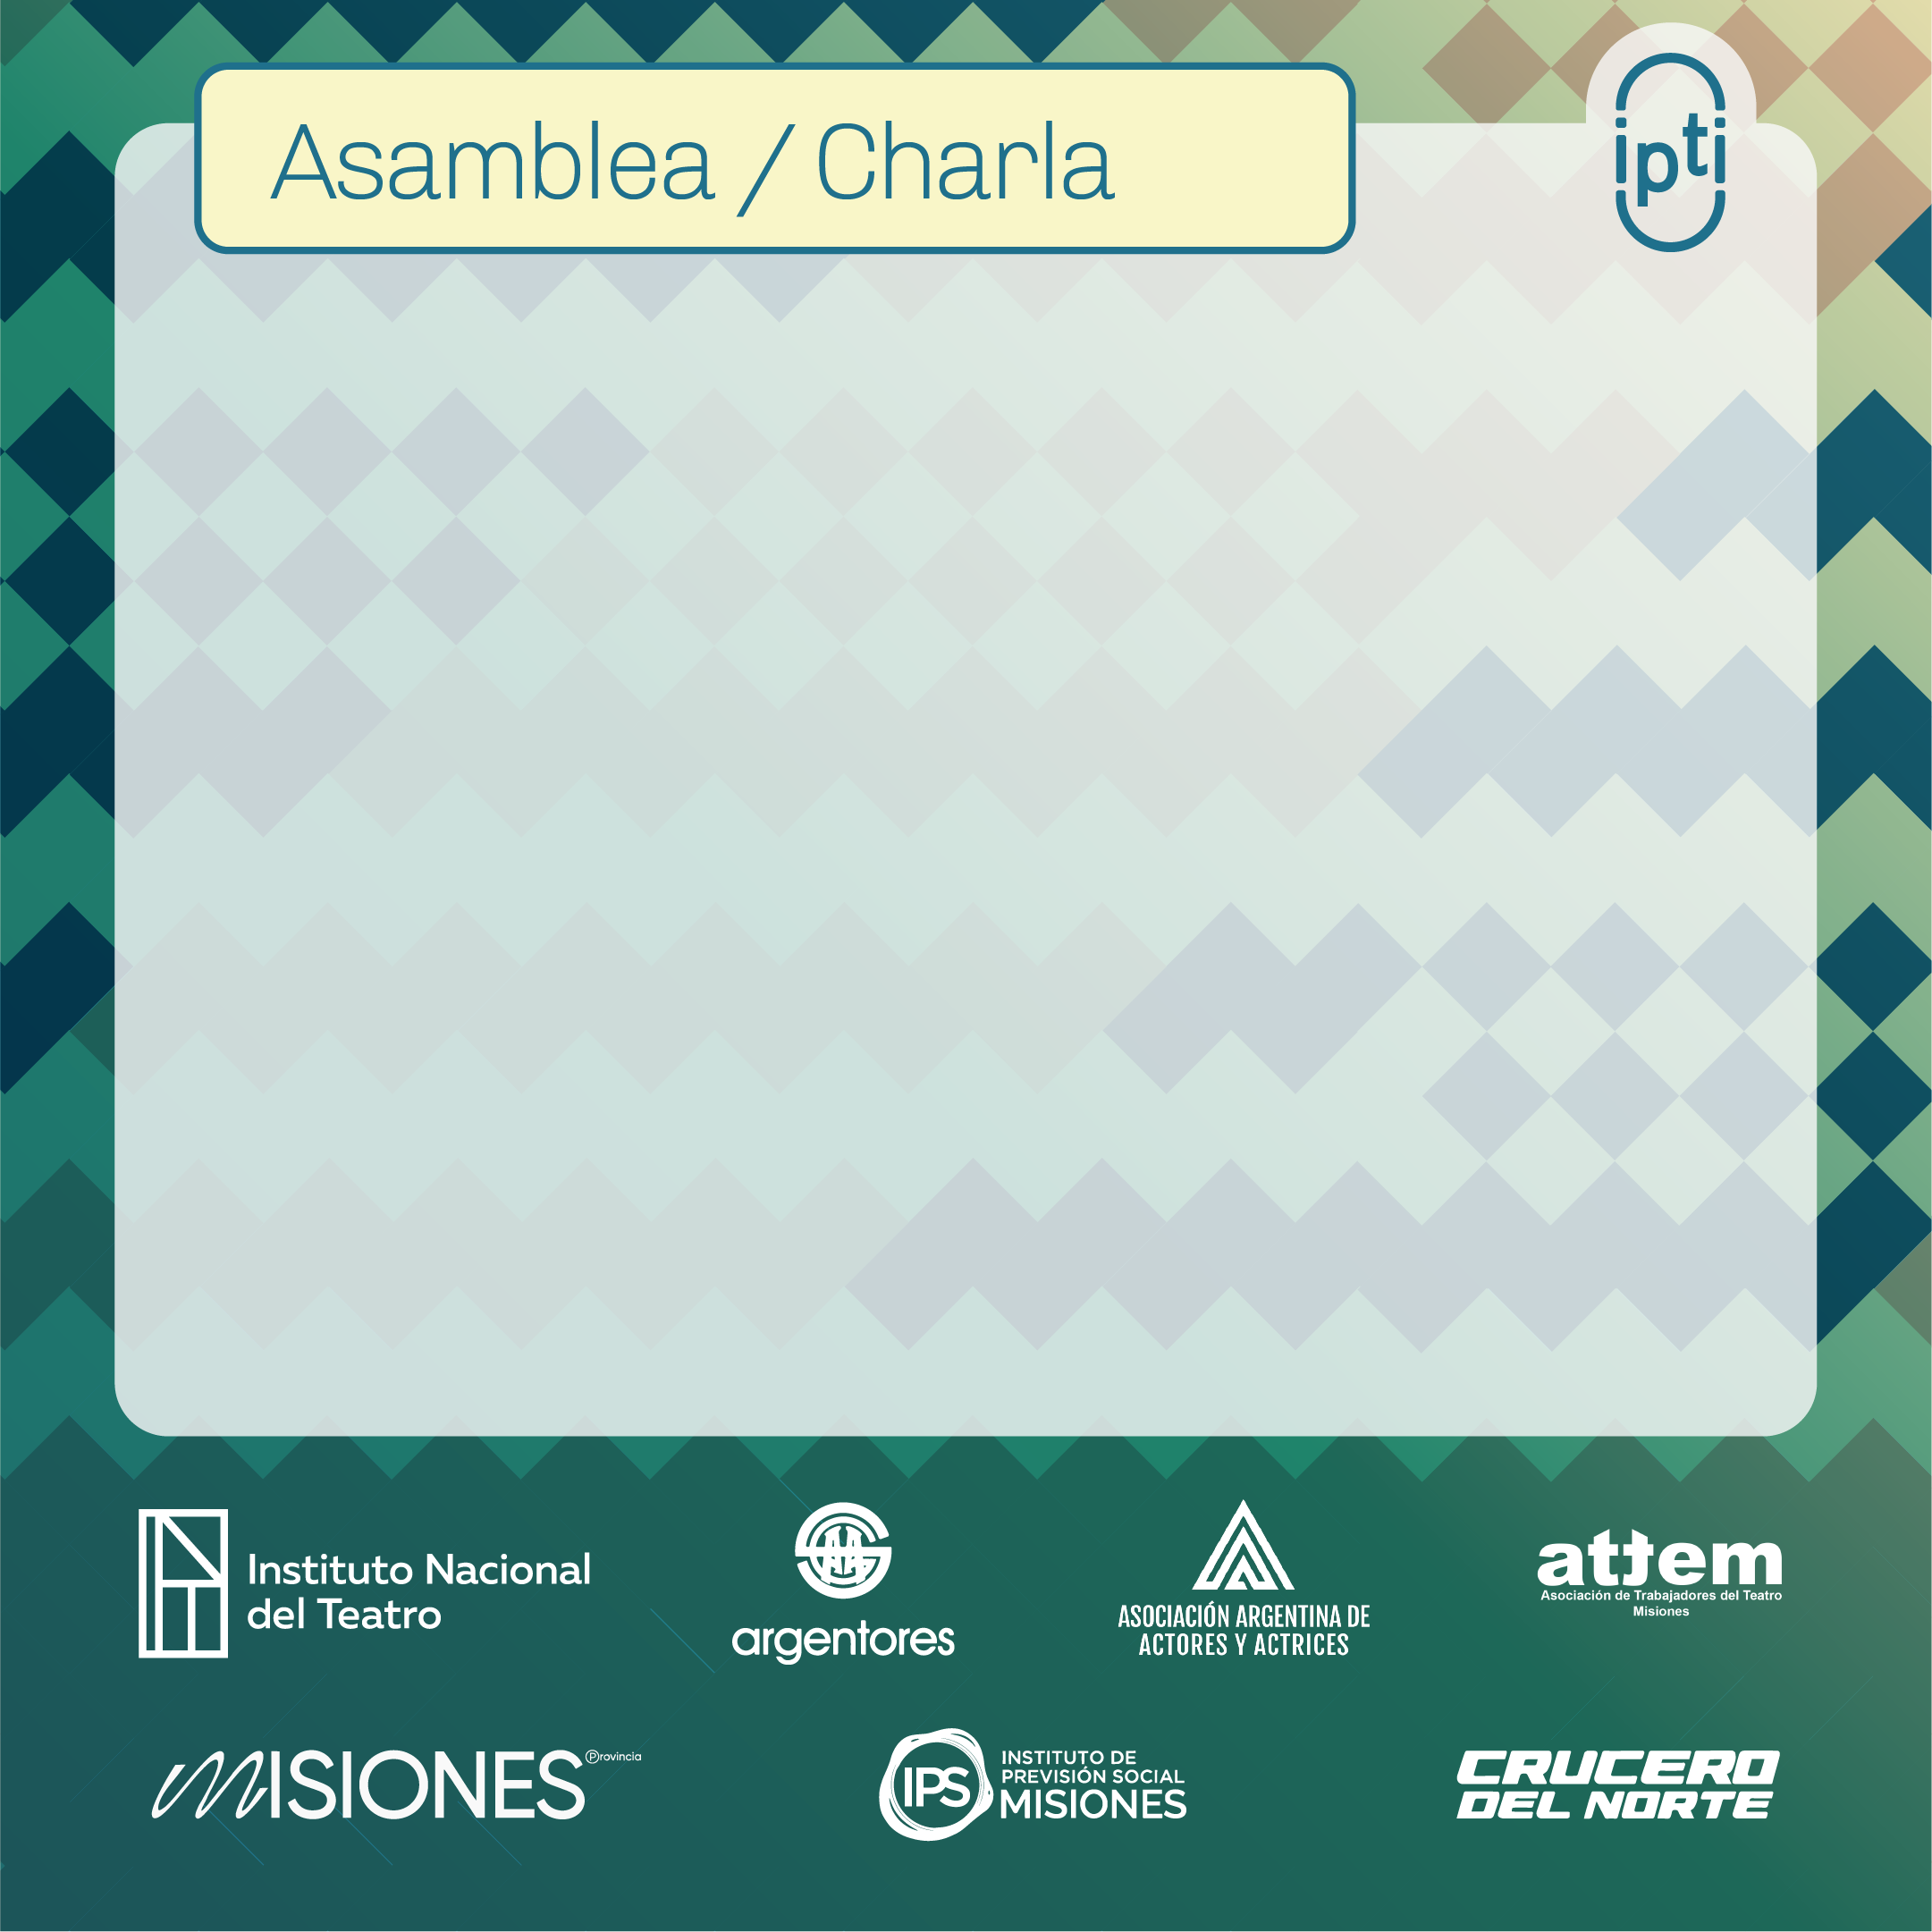 Asamblea / Charla
ipti
Instituto Nacional
del Teatro
argentores
ASOCIACIÓN ARGENTINA DE
ACTORES Y ACTRICES
attem
Asociación de Trabajadores del Teatro
Misiones
MISIONES Provincia
IPS
INSTITUTO DE
PREVISIÓN SOCIAL
MISIONES
CRUCERO
DEL NORTE